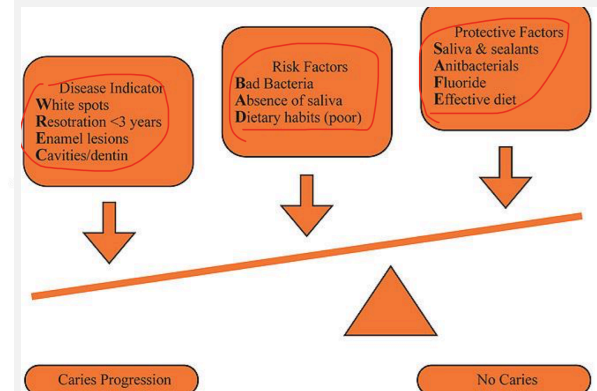 Disease Indicator
White spots
Resotration <3 years
Enamel lesions
Cavities/dentin
Risk Factors
Bad Bacteria
Absence of saliva
Dietary habits (poor)
Protective Factors
Saliva & sealants
Anitbacterials
Fluoride
Effective diet
Caries Progression
No Caries